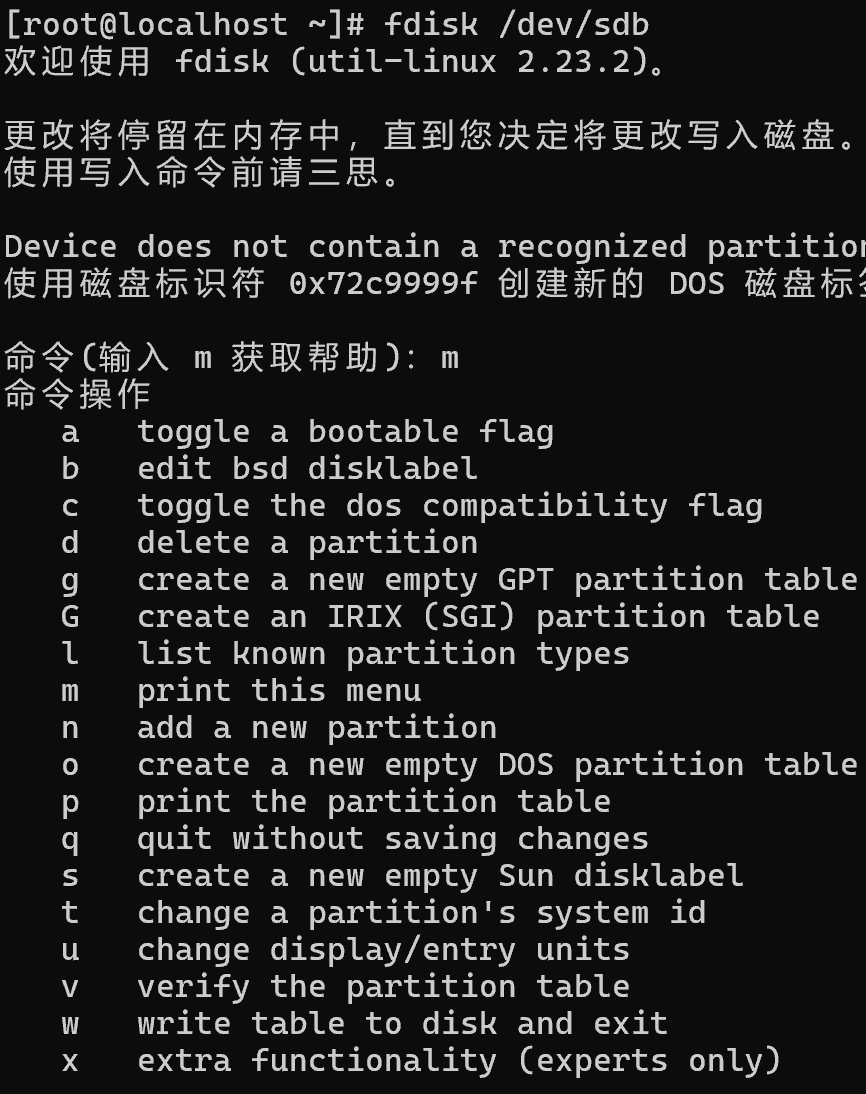 [root@localhost ~]# fdisk /dev/sdb
欢迎使用 fdisk (util-linux 2.23.2)。
更改将停留在内存中，直到您决定将更改写入磁盘。
使用写入命令前请三思。
Device does not contain a recognized partition
使用磁盘标识符 0x72c9999f 创建新的 DOS 磁盘标签
命令(输入 m 获取帮助)：m
命令操作
a   toggle a bootable flag
b   edit bsd disklabel
c   toggle the dos compatibility flag
d   delete a partition
g   create a new empty GPT partition table
G   create an IRIX (SGI) partition table
l   list known partition types
m   print this menu
n   add a new partition
o   create a new empty DOS partition table
p   print the partition table
q   quit without saving changes
s   create a new empty Sun disklabel
t   change a partition's system id
u   change display/entry units
v   verify the partition table
w   write table to disk and exit
x   extra functionality (experts only)